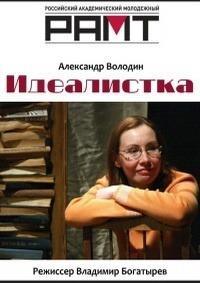 РОССИЙСКИЙ АКАДЕМИЧЕСКИЙ МОЛОДЕЖНЫЙ
РАМТ
Александр Володин
Идеалистка
Режиссер Владимир Богатырев